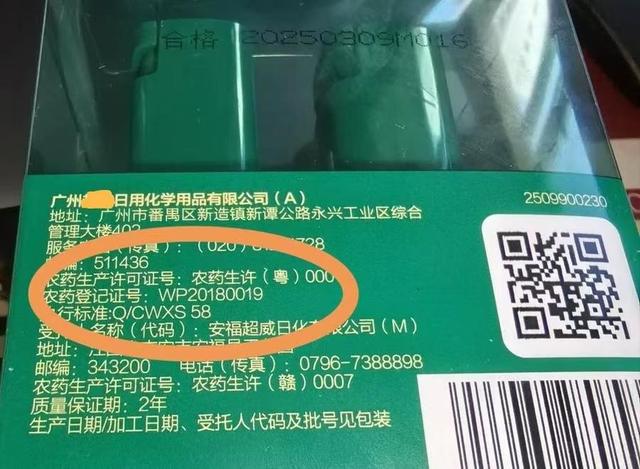 合格 20250309M016
广州 日用化学用品有限公司（A）
2509900230
地址：广州市番禺区新造镇新谭公路永兴工业区综合
管理大楼402
（传真）：（020） 728
511436
农药生产许可证号：农药生许（粤）000
农药登记证号：WP20180019
行标准:Q/CWXS 58
名称（代码）：安福超威日化有限公司（M）
邮编：343200 电话（传真）：0796-7388898
农药生产许可证号：农药生许（赣）0007
质量保证期：2年
生产日期/加工日期、受托人代码及批号见包装